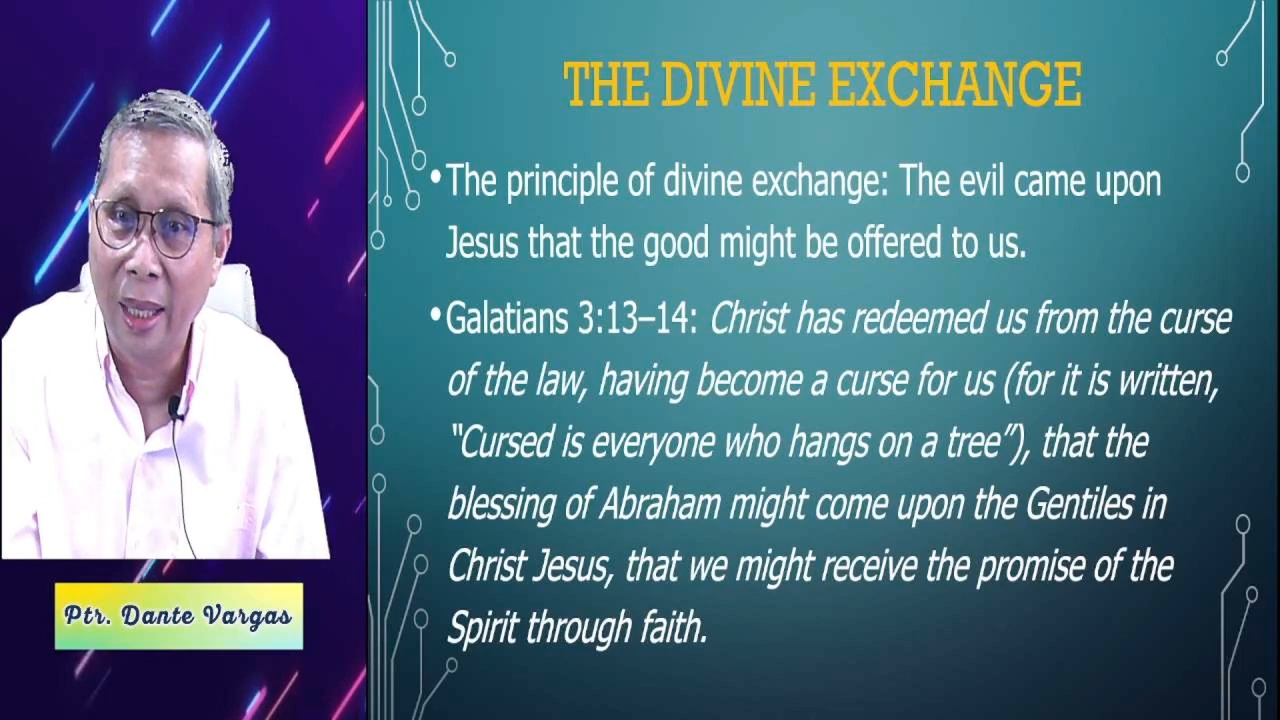 THE DIVINE EXCHANGE
•The principle of divine exchange: The evil came upon
Jesus that the good might be offered to us.
•Galatians 3:13–14: Christ has redeemed us from the curse
of the law, having become a curse for us (for it is written,
“Cursed is everyone who hangs on a tree”), that the
blessing of Abraham might come upon the Gentiles in
Christ Jesus, that we might receive the promise of the
Spirit through faith.
Ptr. Dante Vargas